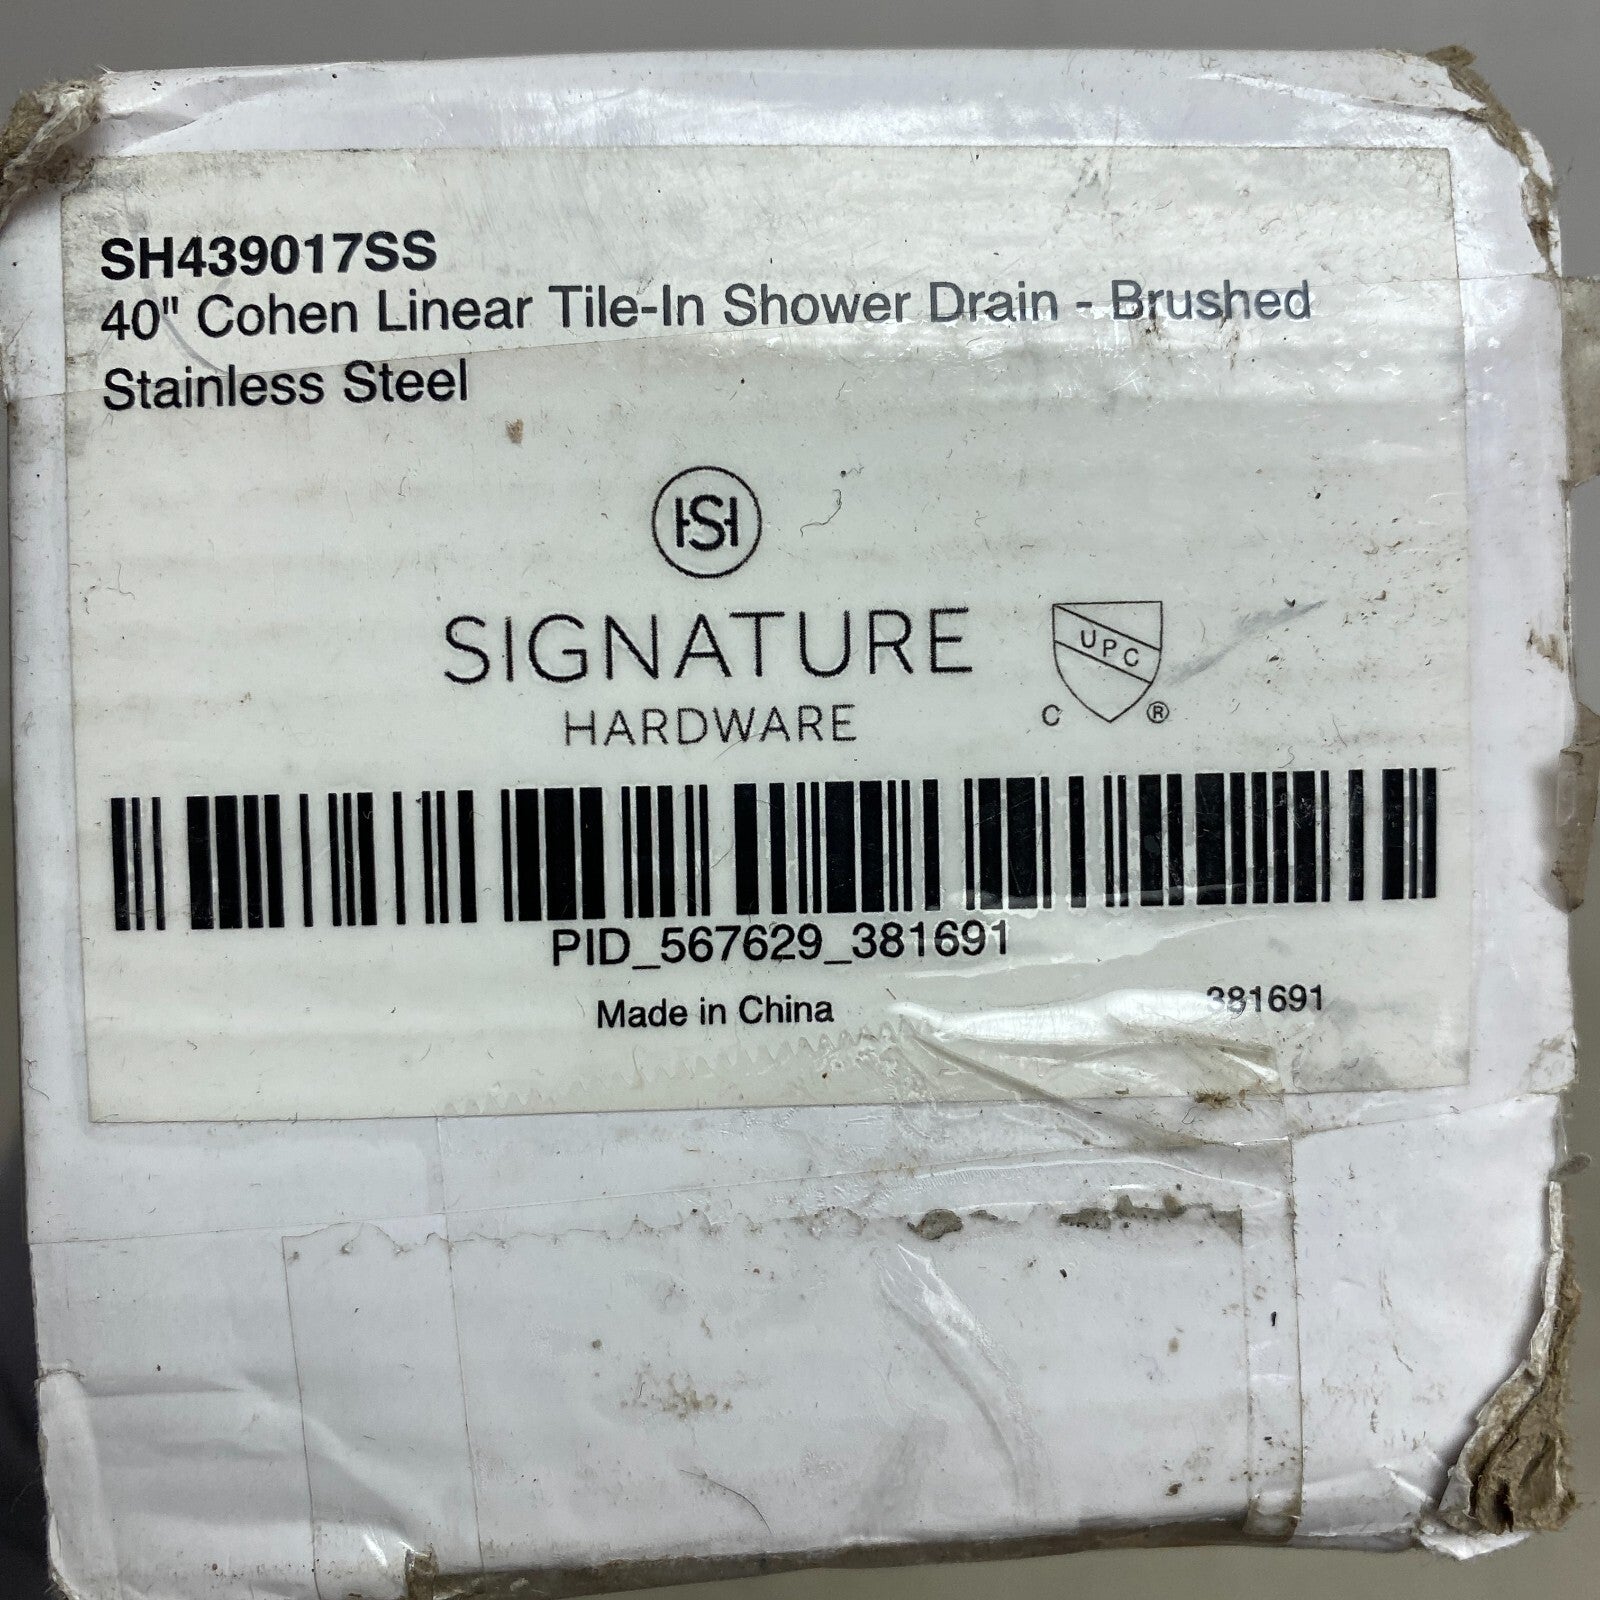 SH439017SS
40" Cohen Linear Tile-In Shower Drain - Brushed
Stainless Steel
HSH
SIGNATURE
HARDWARE
UPC
C ®
PID_567629_381691
Made in China
381691